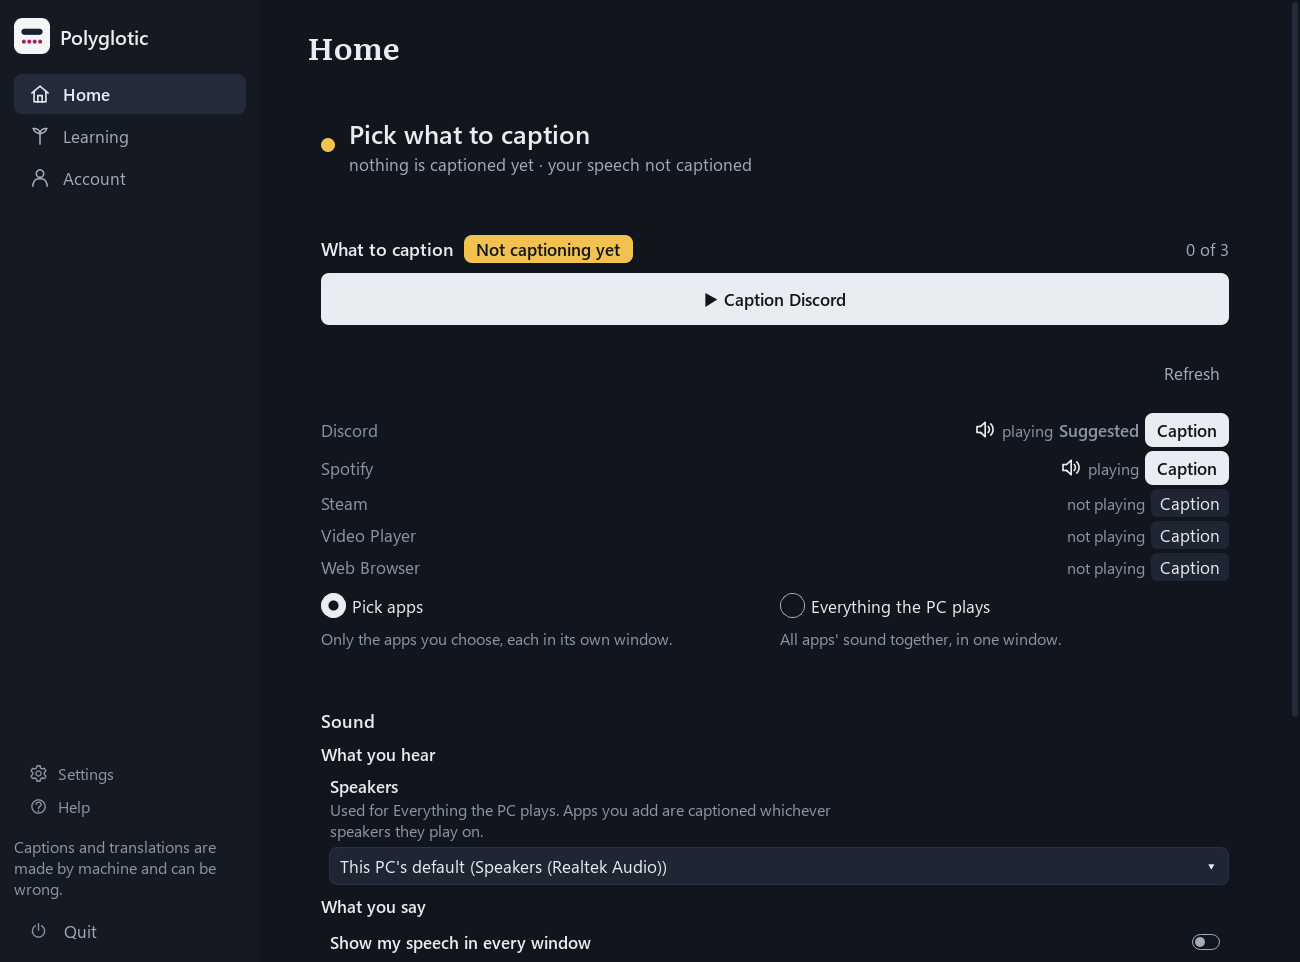 Polyglotic
Home
Learning
Account
Settings
Help
Captions and translations are
made by machine and can be
wrong.
Quit
Home
Pick what to caption
nothing is captioned yet · your speech not captioned
What to caption Not captioning yet 0 of 3
▶ Caption Discord
Refresh
Discord playing Suggested Caption
Spotify playing Caption
Steam not playing Caption
Video Player not playing Caption
Web Browser not playing Caption
Pick apps Everything the PC plays
Only the apps you choose, each in its own window. All apps' sound together, in one window.
Sound
What you hear
Speakers
Used for Everything the PC plays. Apps you add are captioned whichever
speakers they play on.
This PC's default (Speakers (Realtek Audio))
What you say
Show my speech in every window